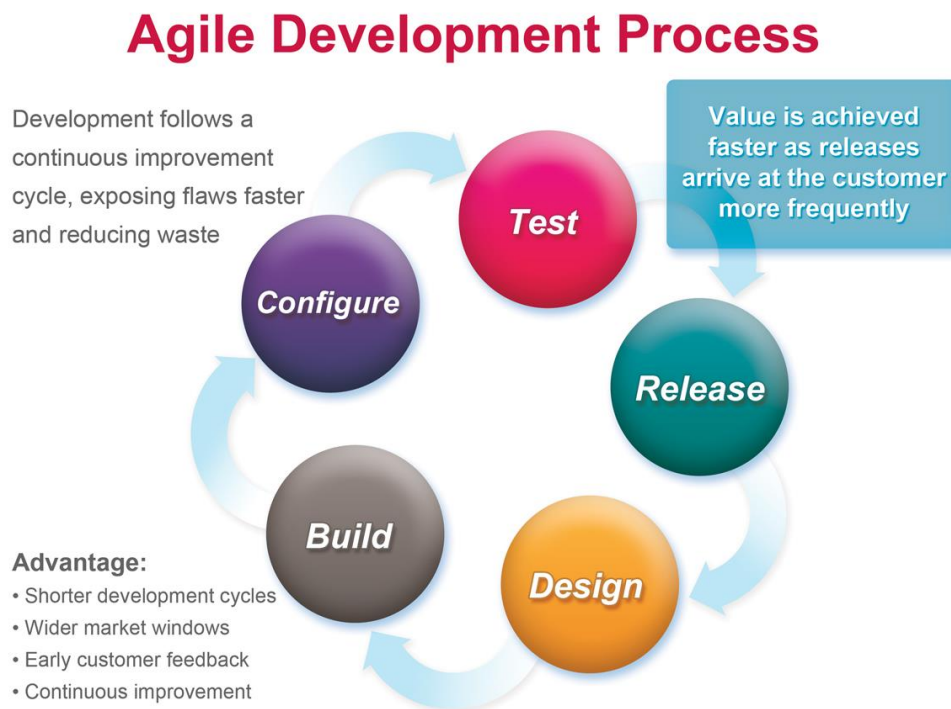 Agile Development Process
Development follows a
continuous improvement
cycle, exposing flaws faster
and reducing waste
Value is achieved
faster as releases
arrive at the customer
more frequently
Test
Configure
Release
Build
Design
Advantage:
• Shorter development cycles
• Wider market windows
• Early customer feedback
• Continuous improvement